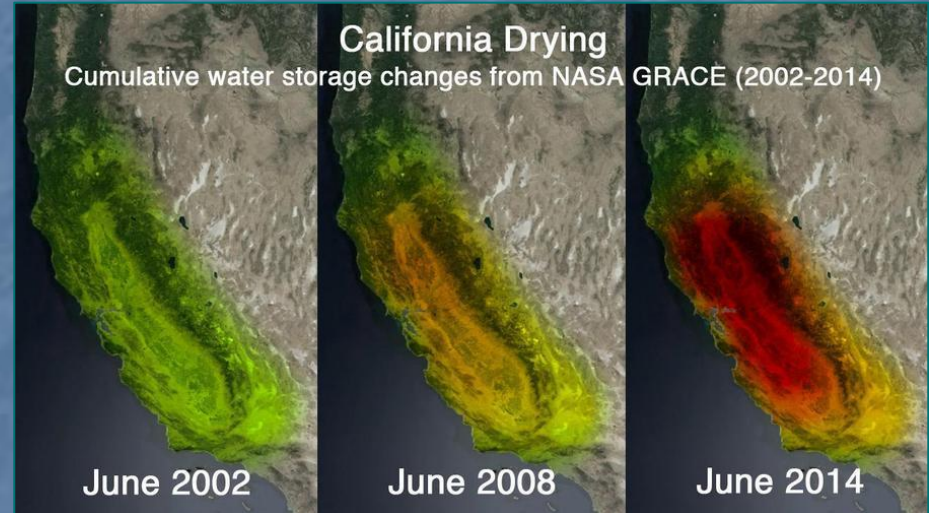 California Drying
Cumulative water storage changes from NASA GRACE (2002-2014)
June 2002
June 2008
June 2014